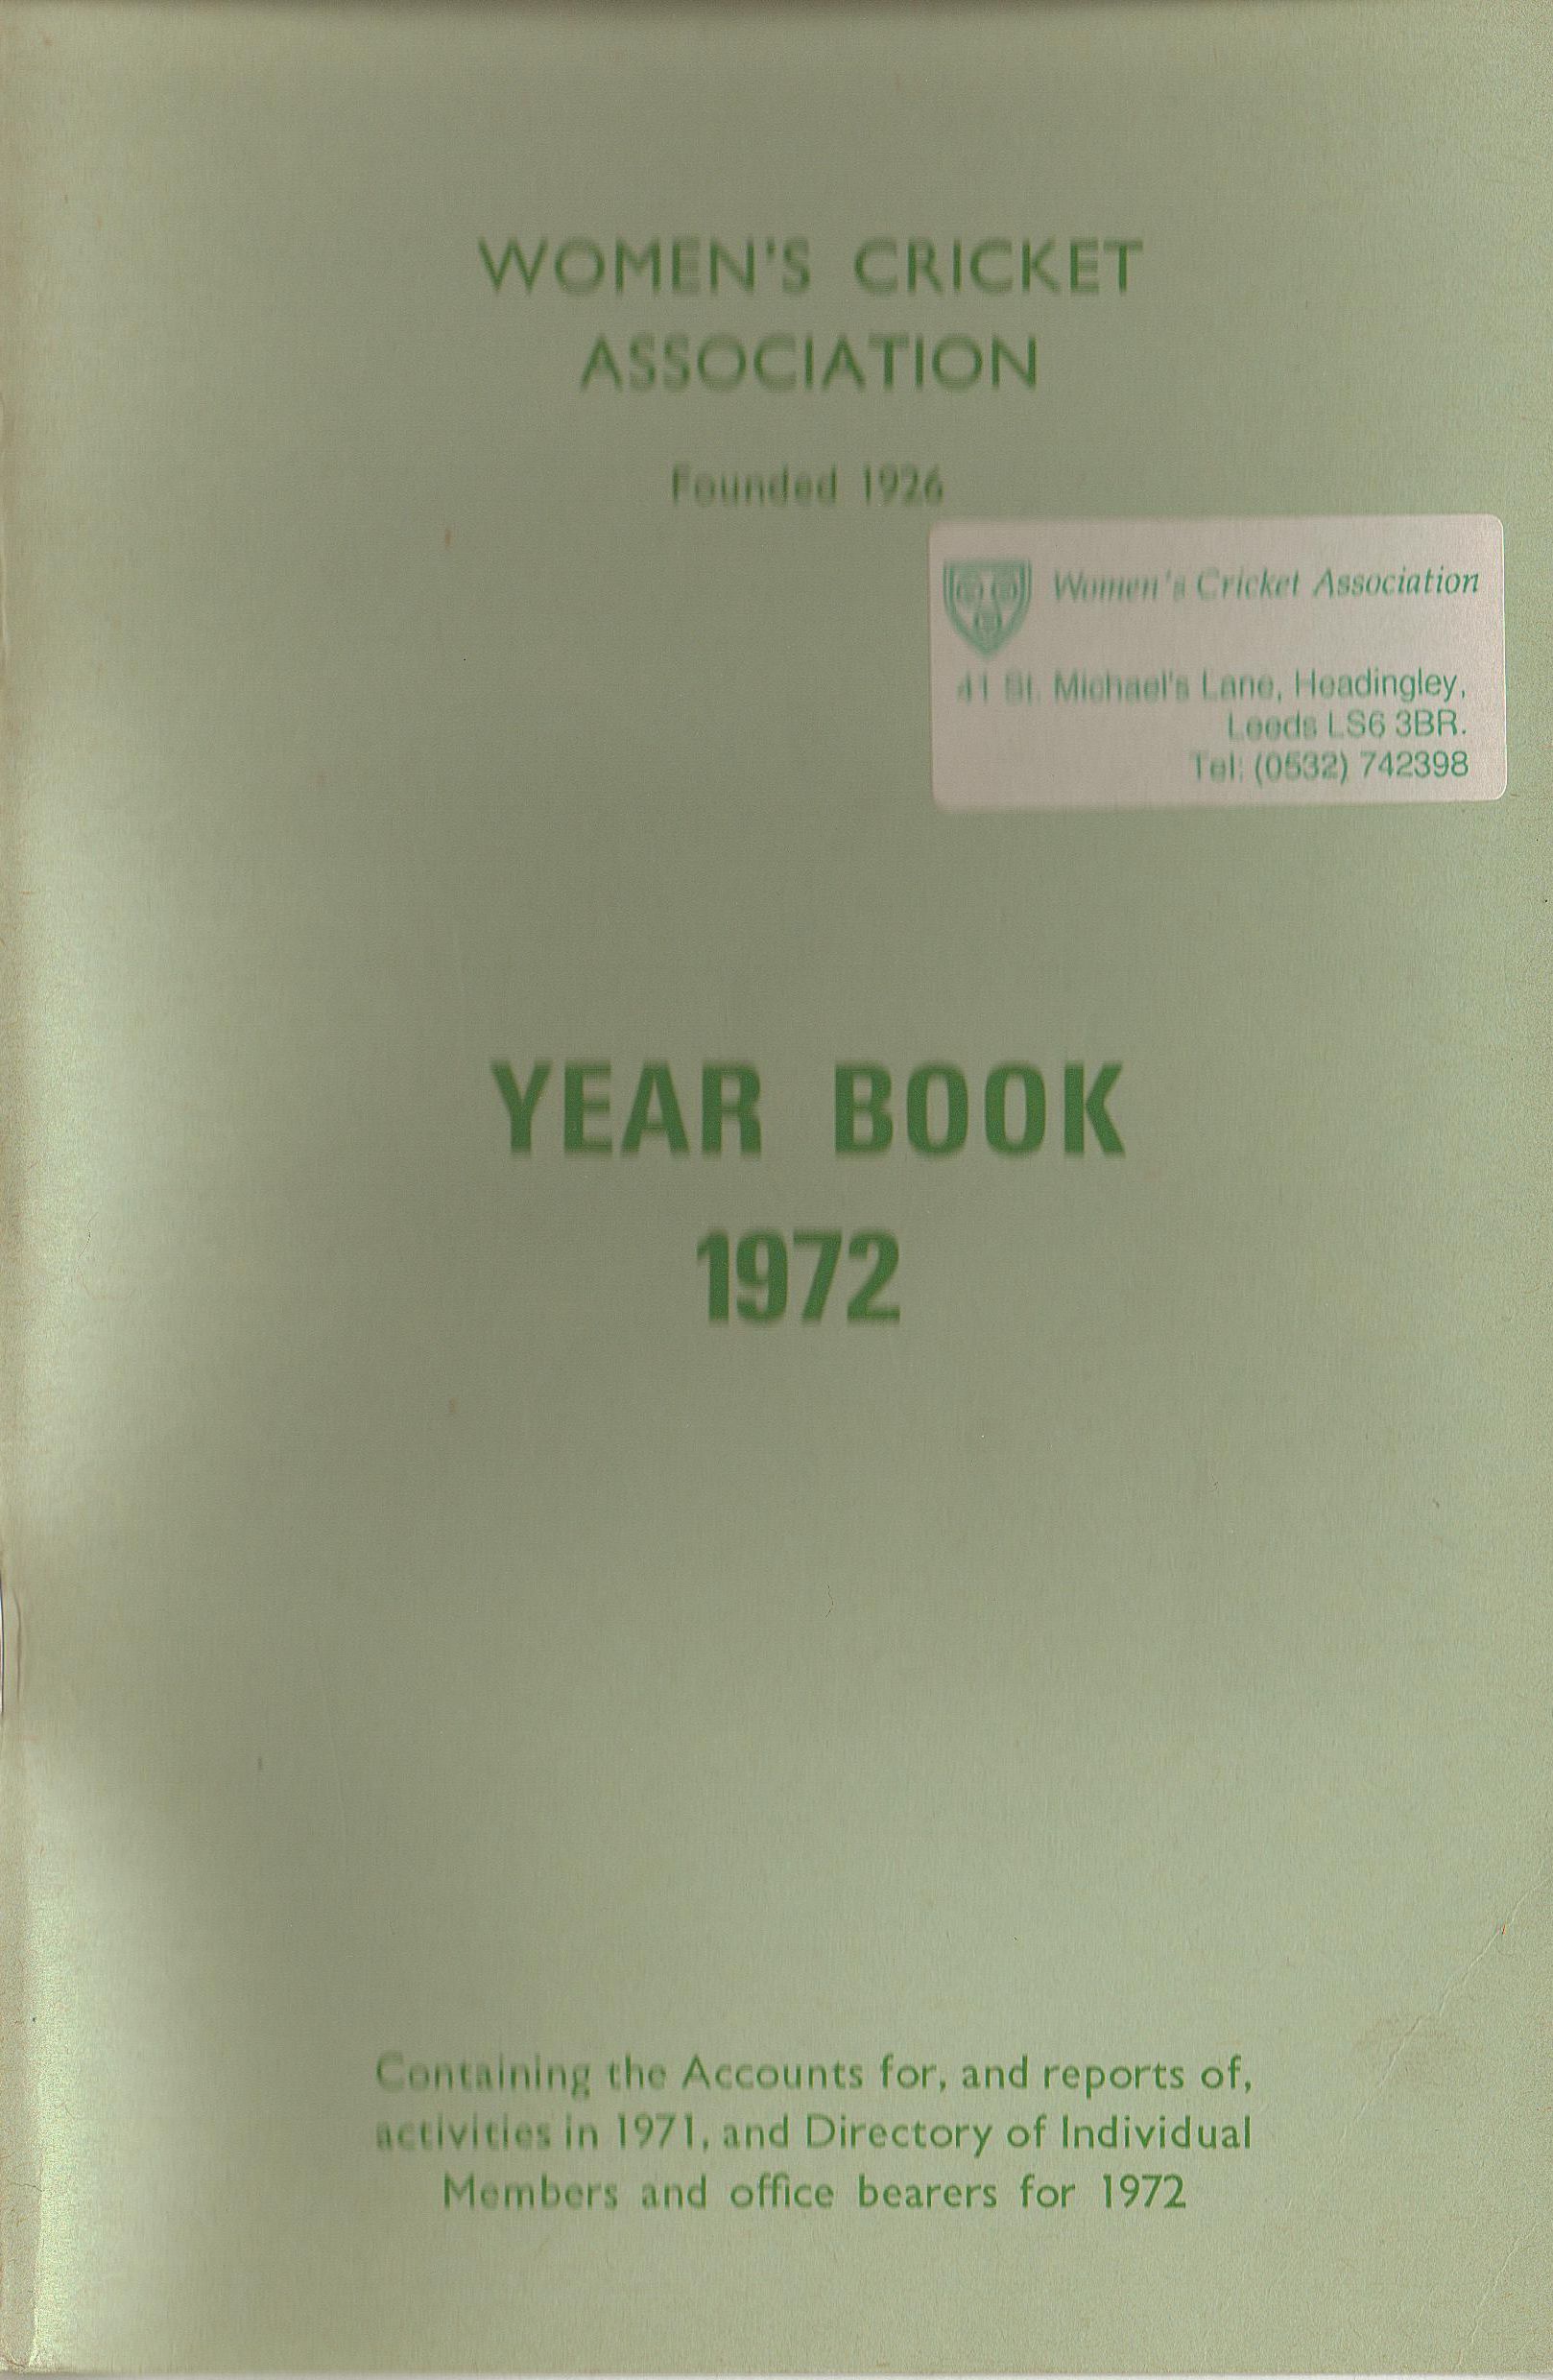 WOMEN'S CRICKET
ASSOCIATION
Founded 1926
Women's Cricket Association
41 St. Michael's Lane, Headingley,
Leeds LS6 3BR.
Tel: (0532) 742398
YEAR BOOK
1972
Containing the Accounts for, and reports of,
activities in 1971, and Directory of Individual
Members and office bearers for 1972